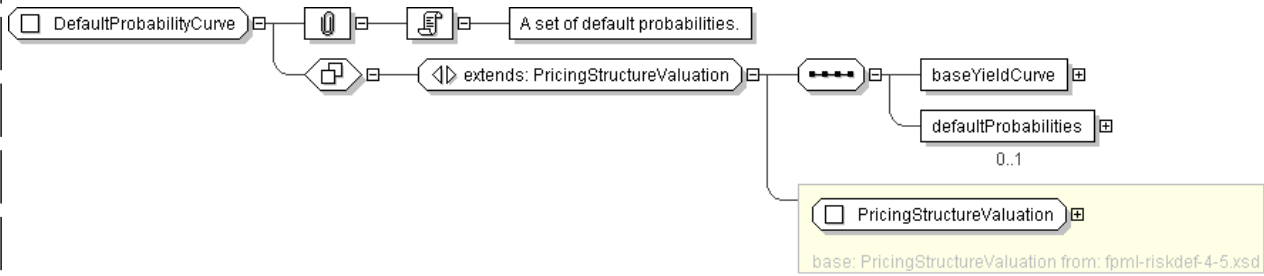 DefaultProbabilityCurve
A set of default probabilities.
extends: PricingStructureValuation
baseYieldCurve
defaultProbabilities
0..1
PricingStructureValuation
base: PricingStructureValuation from: fpml-riskdef-4-5.xsd